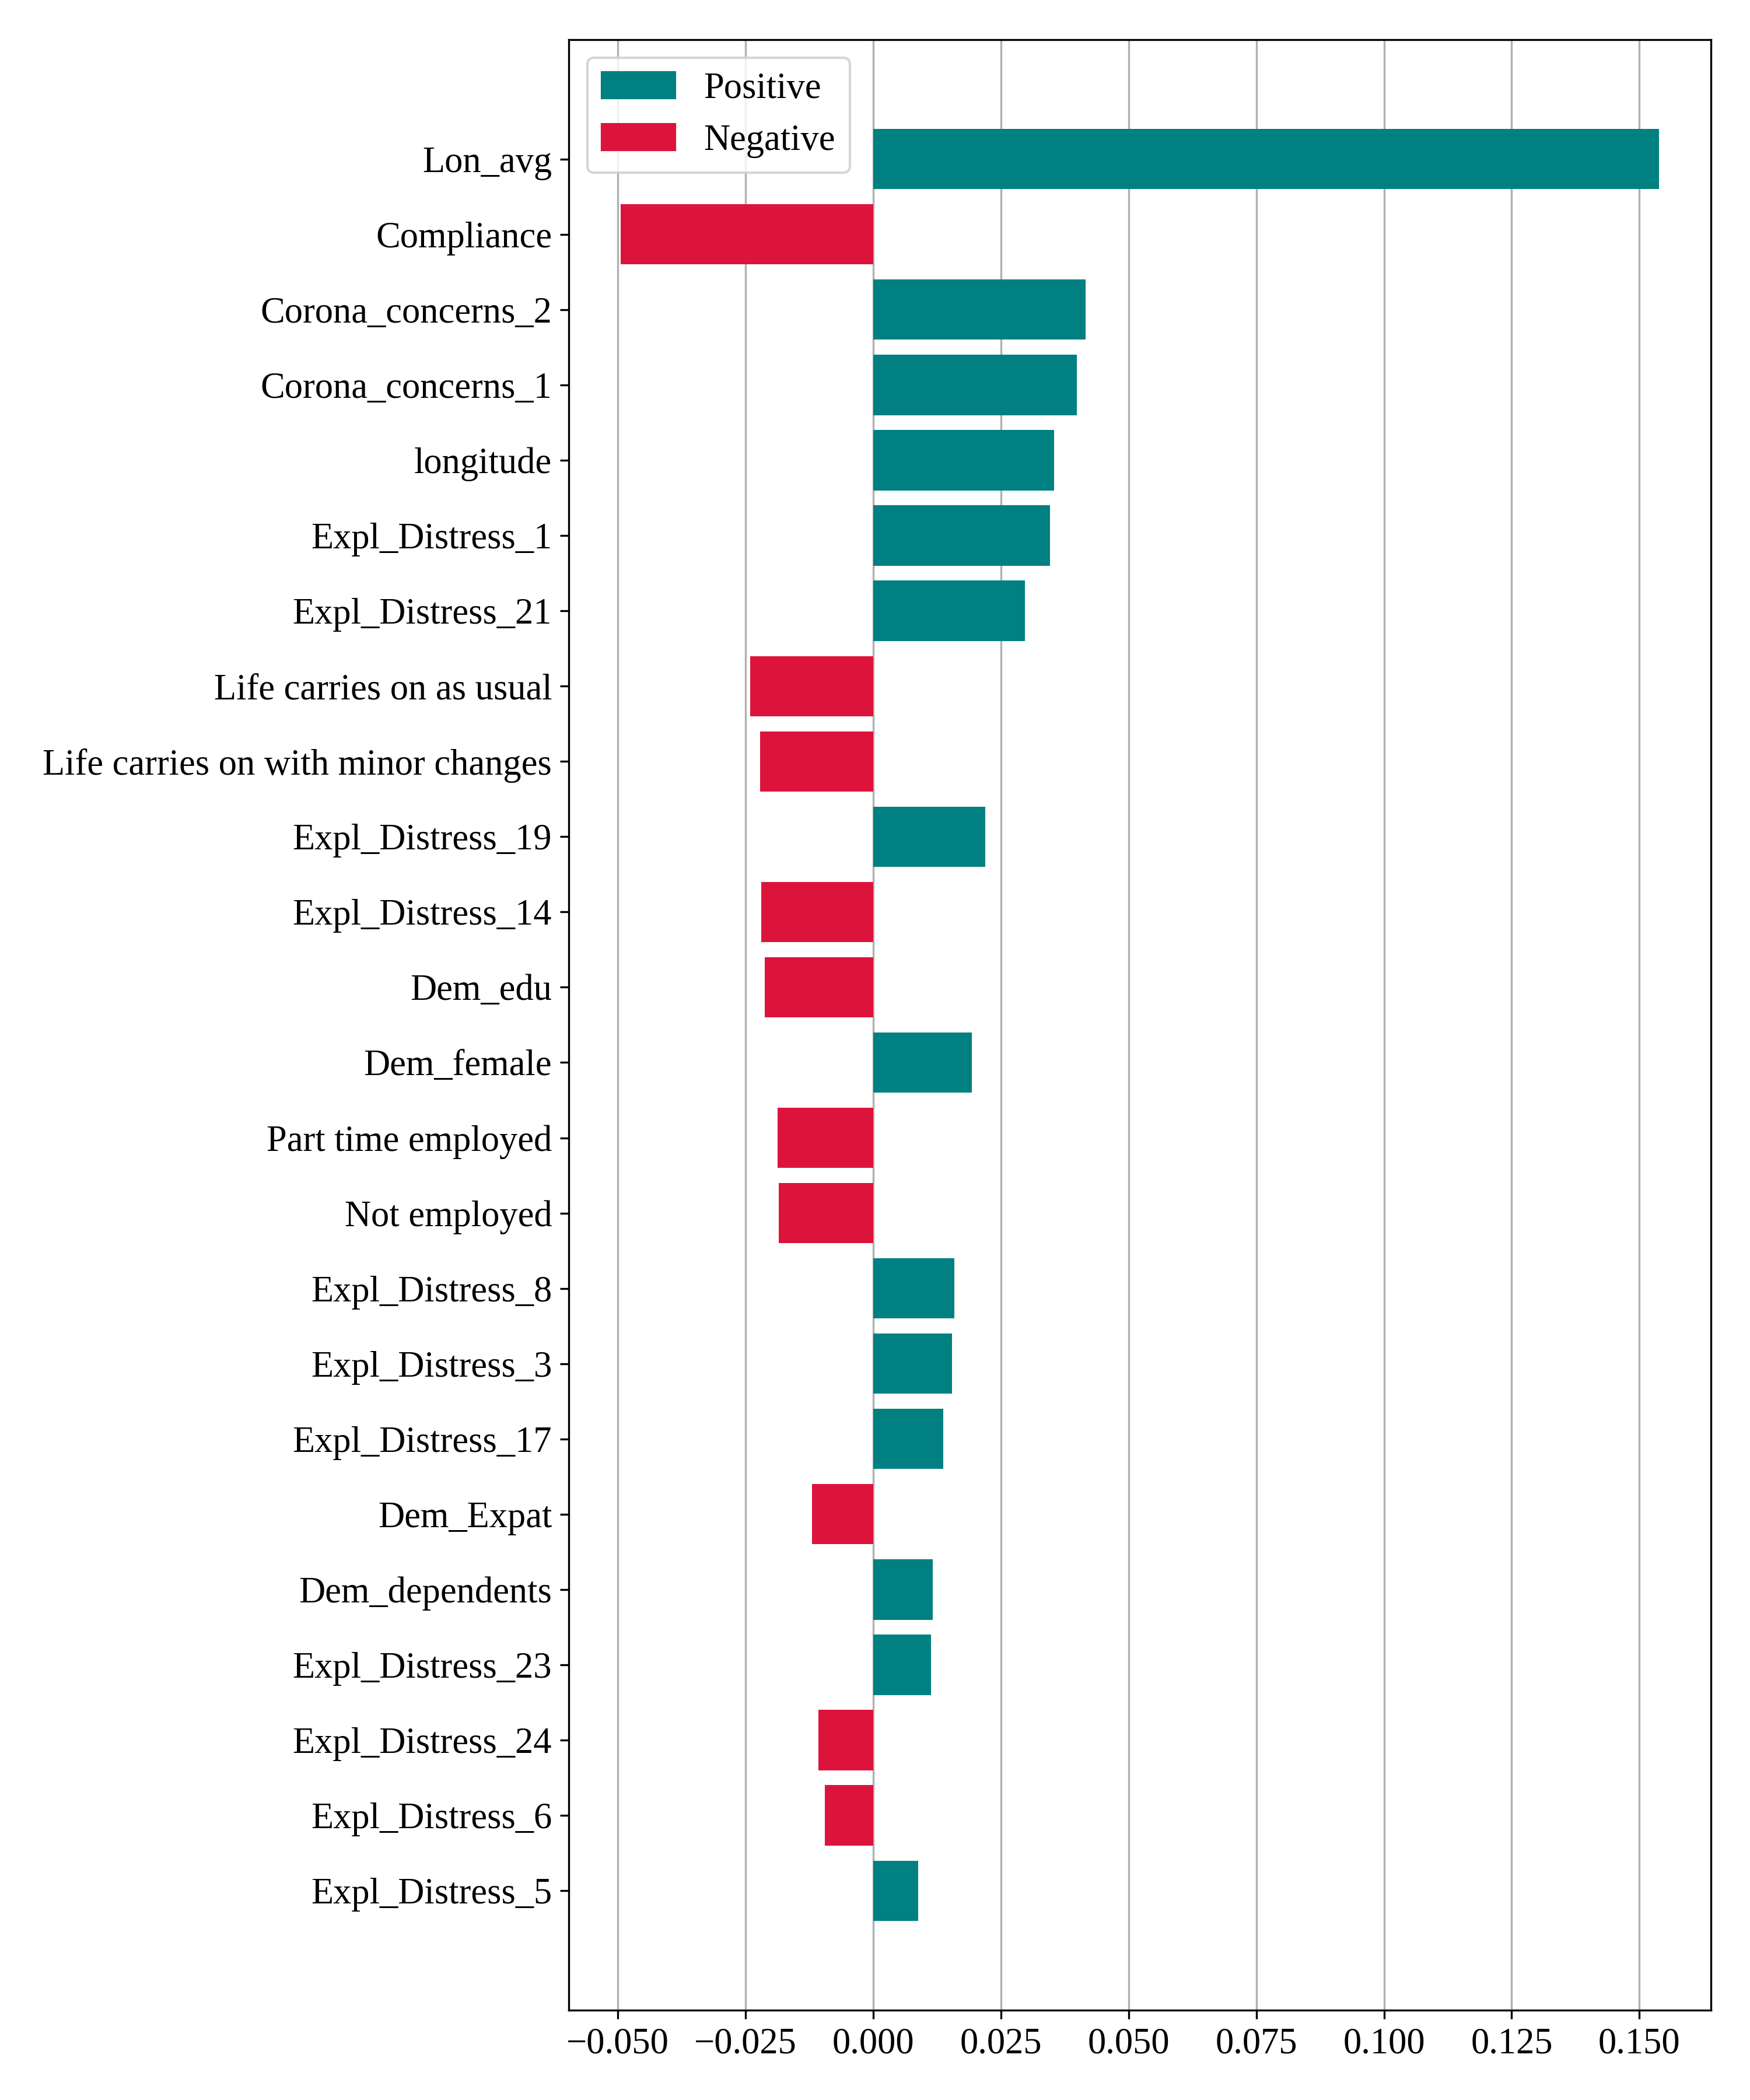 Positive
Negative
Lon_avg
Compliance
Corona_concerns_2
Corona_concerns_1
longitude
Expl_Distress_1
Expl_Distress_21
Life carries on as usual
Life carries on with minor changes
Expl_Distress_19
Expl_Distress_14
Dem_edu
Dem_female
Part time employed
Not employed
Expl_Distress_8
Expl_Distress_3
Expl_Distress_17
Dem_Expat
Dem_dependents
Expl_Distress_23
Expl_Distress_24
Expl_Distress_6
Expl_Distress_5
−0.050 −0.025 0.000 0.025 0.050 0.075 0.100 0.125 0.150